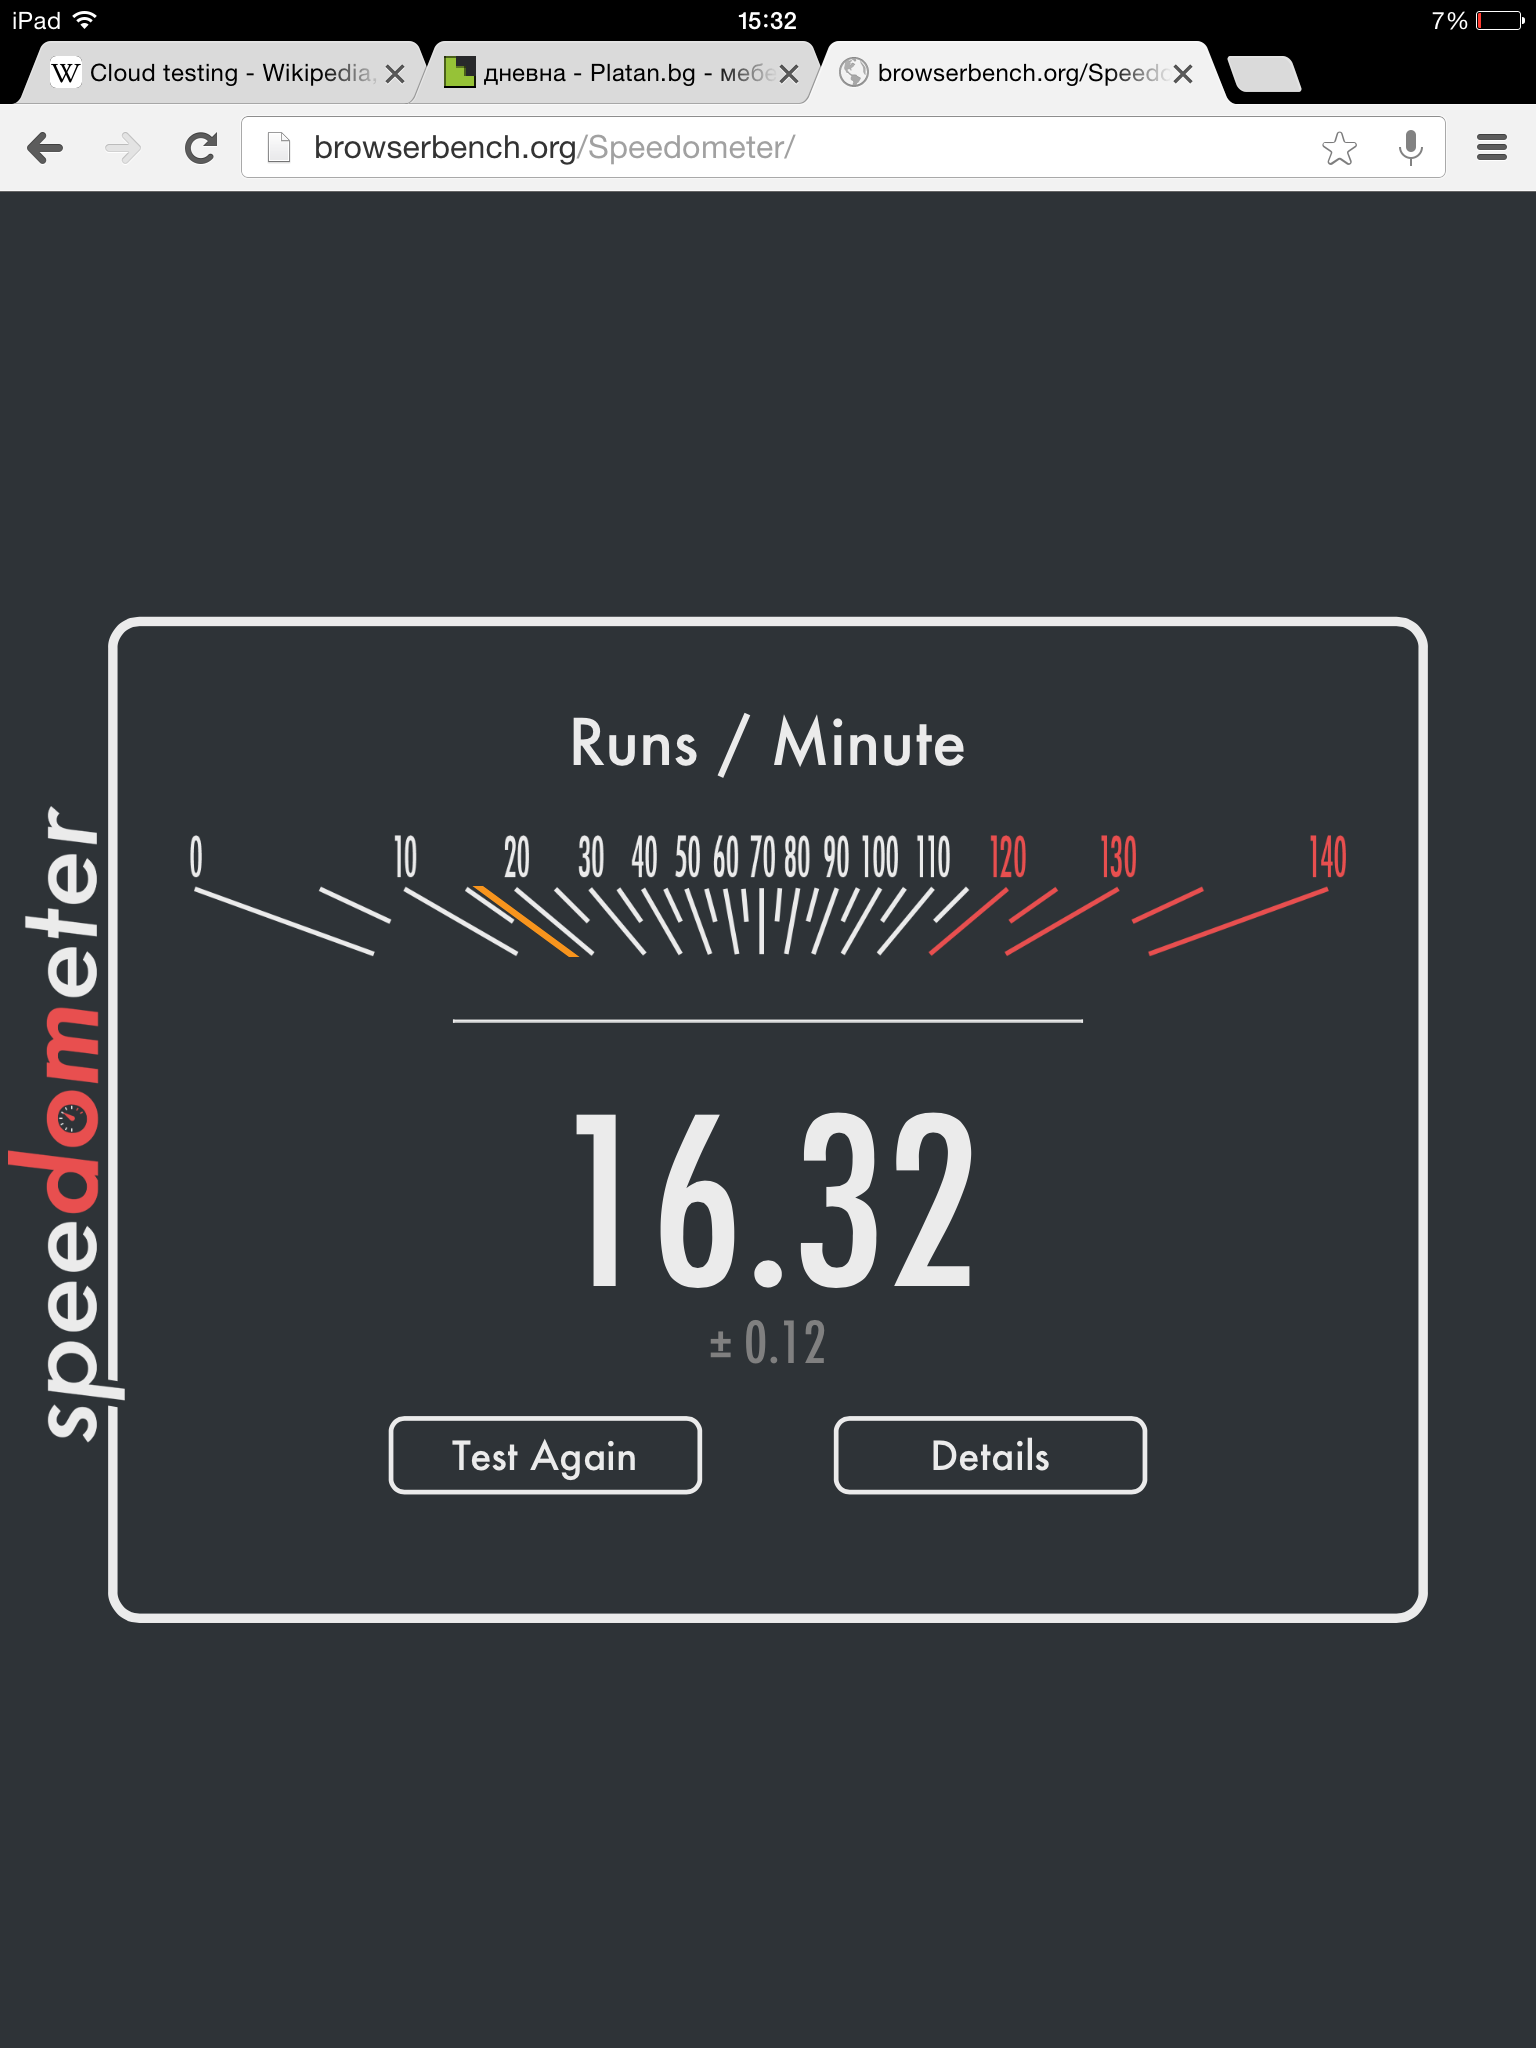 iPad 15:32 7%
Cloud testing - Wikipedia, дневна - Platan.bg - мебе browserbench.org/Speedo
browserbench.org/Speedometer/
speedometer
Runs / Minute
0 10 20 30 40 50 60 70 80 90 100 110 120 130 140
16.32
± 0.12
Test Again Details